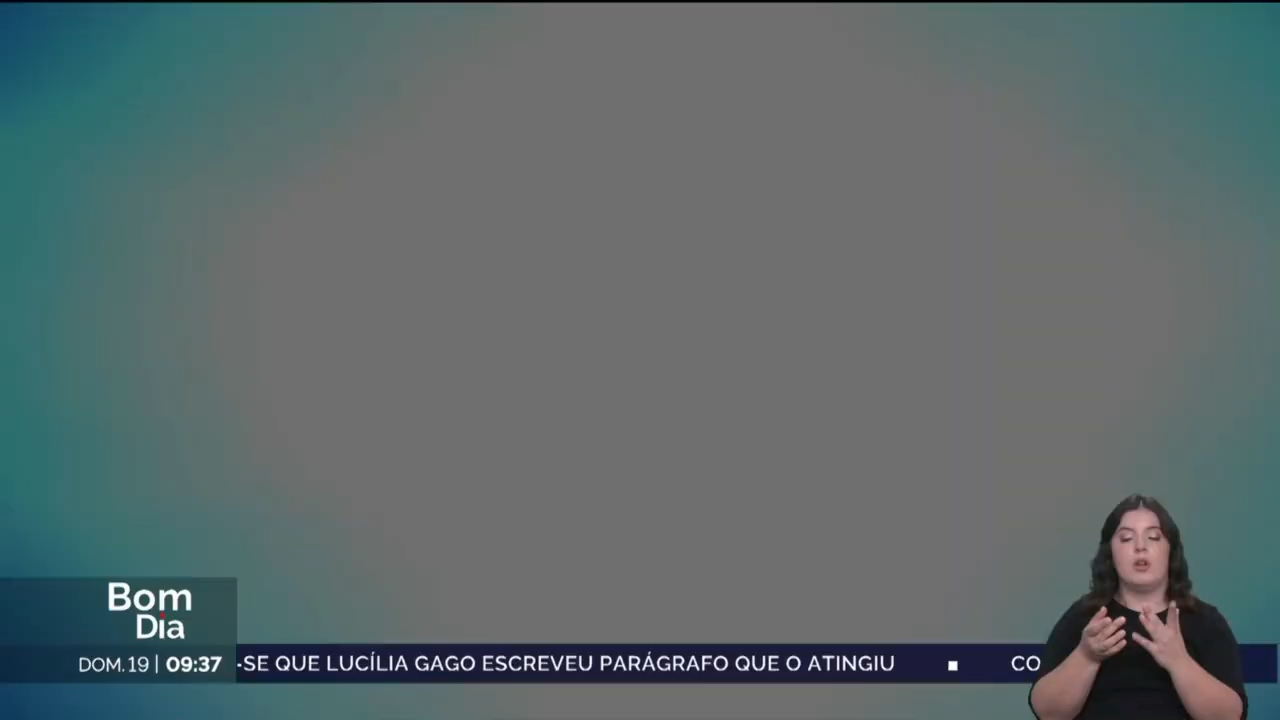 Bom
Dia
DOM. 19 | 09:37
-SE QUE LUCÍLIA GAGO ESCREVEU PARÁGRAFO QUE O ATINGIU ▪ CO